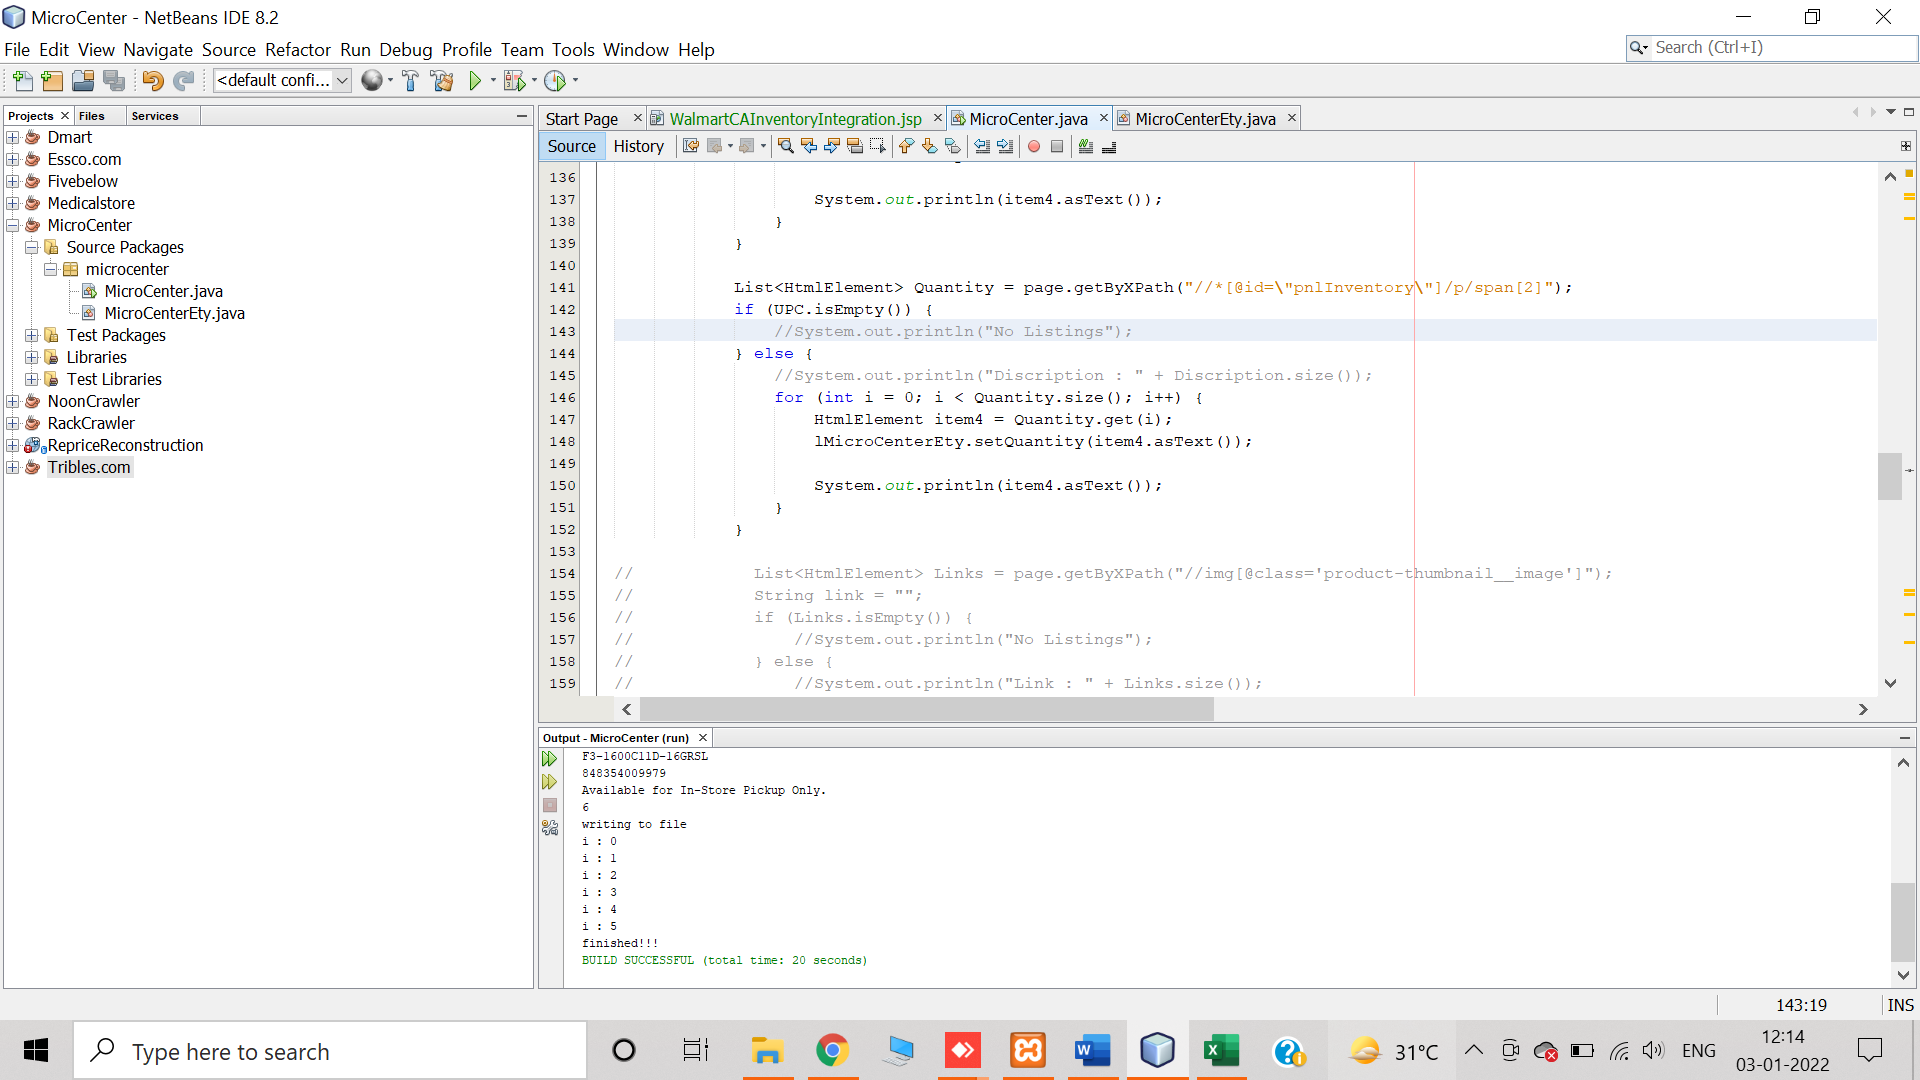 MicroCenter - NetBeans IDE 8.2
File Edit View Navigate Source Refactor Run Debug Profile Team Tools Window Help
Search (Ctrl+I)
<default confi...
Projects Files Services
Dmart
Essco.com
Fivebelow
Medicalstore
MicroCenter
Source Packages
microcenter
MicroCenter.java
MicroCenterEty.java
Test Packages
Libraries
Test Libraries
NoonCrawler
RackCrawler
RepriceReconstruction
Tribles.com
Start Page WalmartCAInventoryIntegration.jsp MicroCenter.java MicroCenterEty.java
Source History
136
137 System.out.println(item4.asText());
138 }
139 }
140
141 List<HtmlElement> Quantity = page.getByXPath("//*[@id=\"pnlInventory\"]/p/span[2]");
142 if (UPC.isEmpty()) {
143 //System.out.println("No Listings");
144 } else {
145 //System.out.println("Discription : " + Discription.size());
146 for (int i = 0; i < Quantity.size(); i++) {
147 HtmlElement item4 = Quantity.get(i);
148 lMicroCenterEty.setQuantity(item4.asText());
149
150 System.out.println(item4.asText());
151 }
152 }
153
154 // List<HtmlElement> Links = page.getByXPath("//img[@class='product-thumbnail__image']");
155 // String link = "";
156 // if (Links.isEmpty()) {
157 // //System.out.println("No Listings");
158 // } else {
159 // //System.out.println("Link : " + Links.size());
Output - MicroCenter (run)
F3-1600C11D-16GRSL
848354009979
Available for In-Store Pickup Only.
6
writing to file
i : 0
i : 1
i : 2
i : 3
i : 4
i : 5
finished!!!
BUILD SUCCESSFUL (total time: 20 seconds)
143:19 INS
Type here to search
31°C
ENG
12:14
03-01-2022